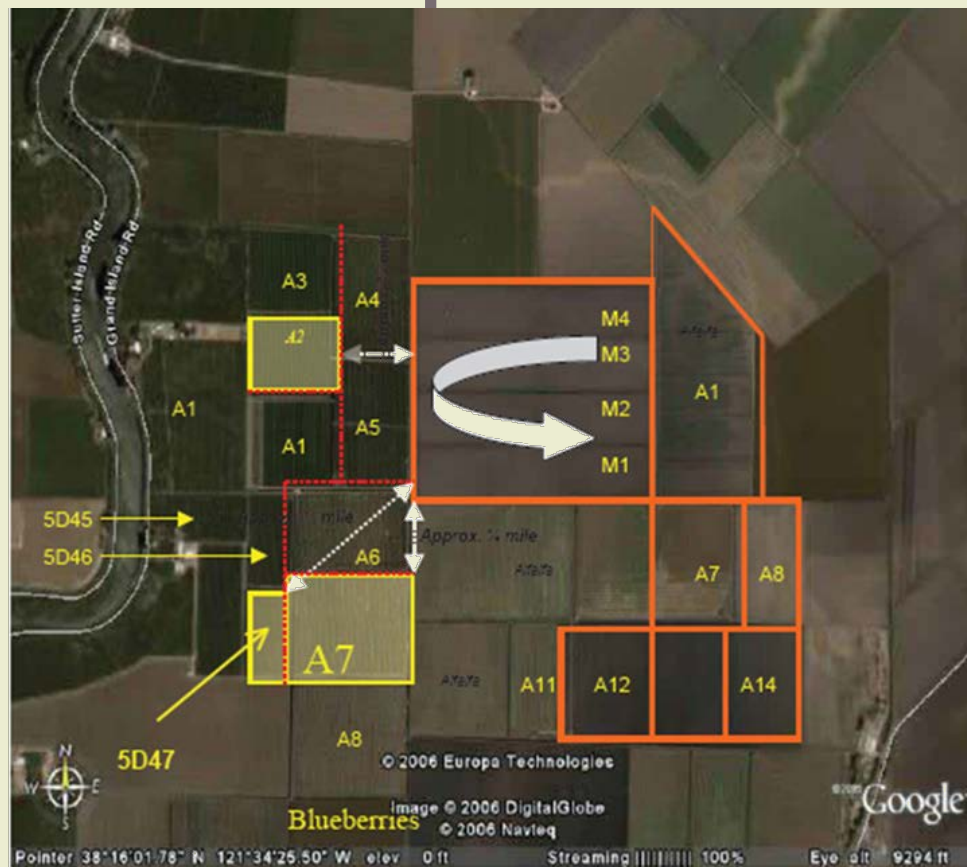 Sutter-Island-Rd
Grand-Island-Rd
A3
A4
A2
M4
M3
Alfalfa
A1
A1
A5
M2
A1
M1
5D45
mile
5D46
A6
Approx. ¼ mile
Alfalfa
A7
A8
A7
Alfalfa
A11
A12
A14
5D47
A8
N
W E
S
© 2006 Europa Technologies
Image © 2006 DigitalGlobe
© 2006 Navteq
Blueberries
Google
Pointer 38°16'01.78" N 121°34'25.50" W elev 0 ft Streaming |||||||||| 100% Eye alt 9294 ft